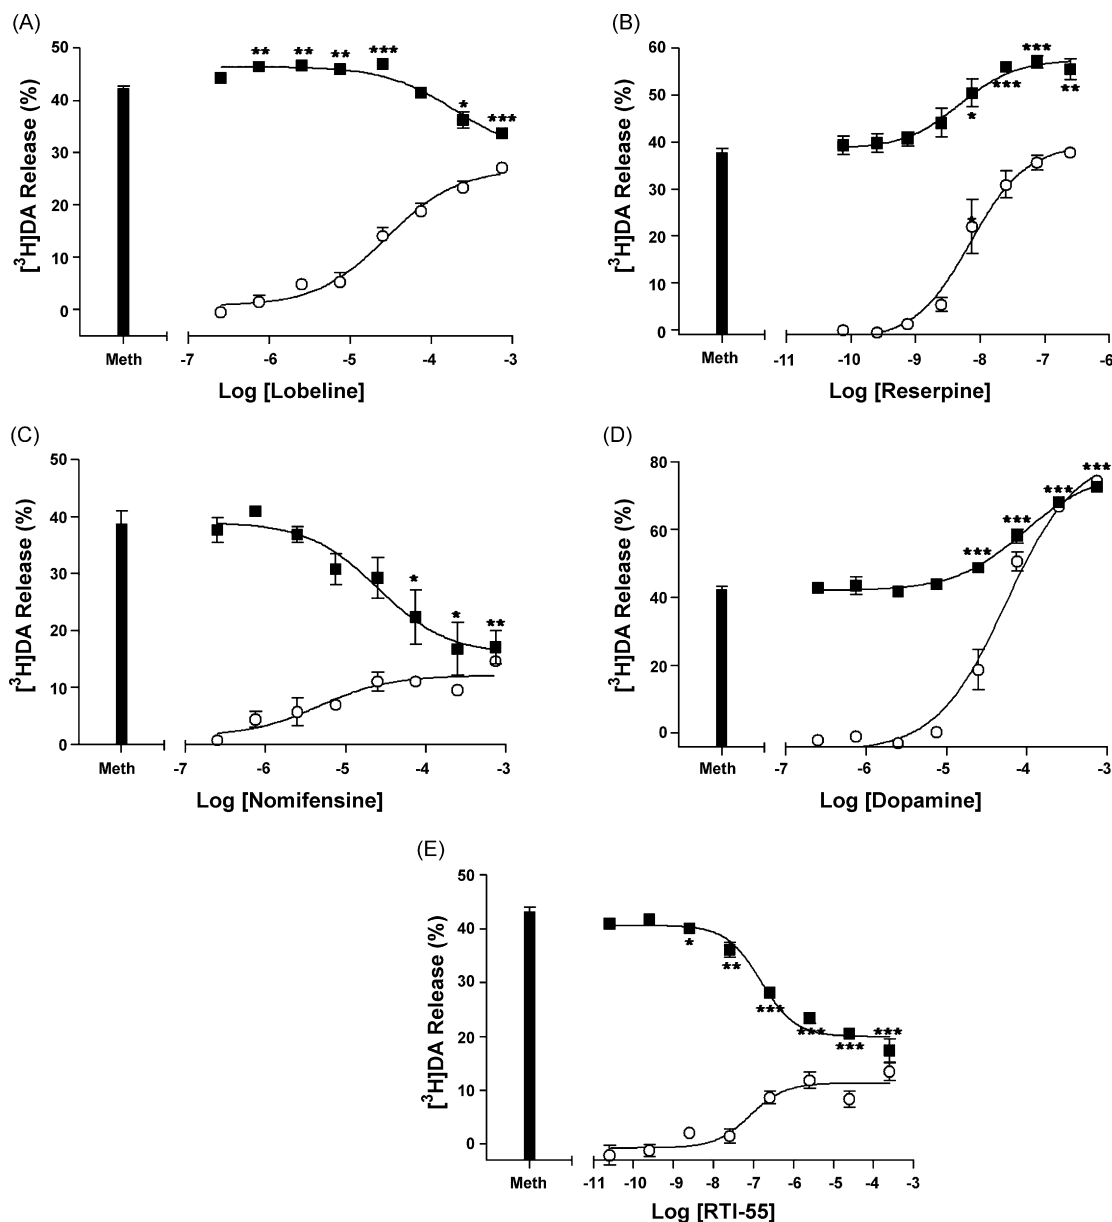 (A)
50
40
30
20
10
0
[³H]DA Release (%)
Meth
** ** ** *** * ***
-7 -6 -5 -4 -3
Log [Lobeline]
(B)
60
50
40
30
20
10
0
[³H]DA Release (%)
Meth
* *** *** **
*
-11 -10 -9 -8 -7 -6
Log [Reserpine]
(C)
50
40
30
20
10
0
[³H]DA Release (%)
Meth
* * **
-7 -6 -5 -4 -3
Log [Nomifensine]
(D)
80
60
40
20
0
[³H]DA Release (%)
Meth
*** *** *** ***
-7 -6 -5 -4 -3
Log [Dopamine]
(E)
50
40
30
20
10
0
[³H]DA Release (%)
Meth
* ** *** *** *** ***
-11 -10 -9 -8 -7 -6 -5 -4 -3
Log [RTI-55]